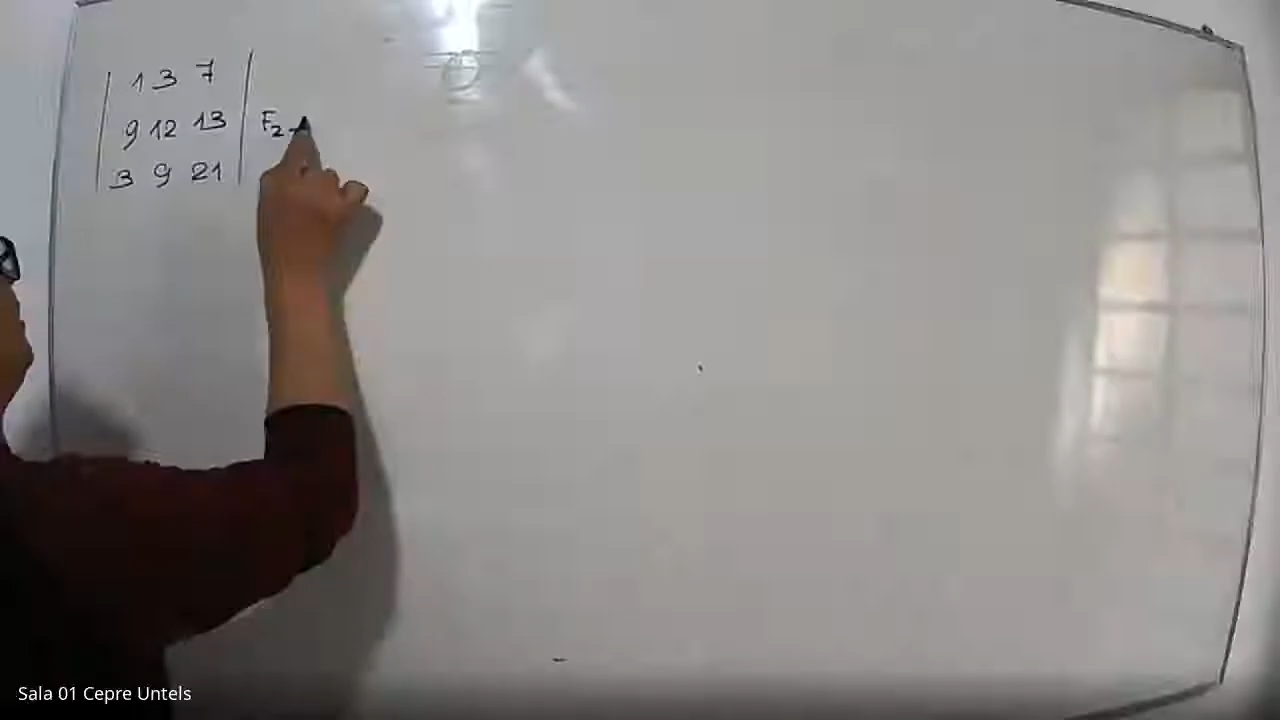 | 1 3 7 |
| 9 12 13 | F₂ -
| 3 9 21 |
Sala 01 Cepre Untels